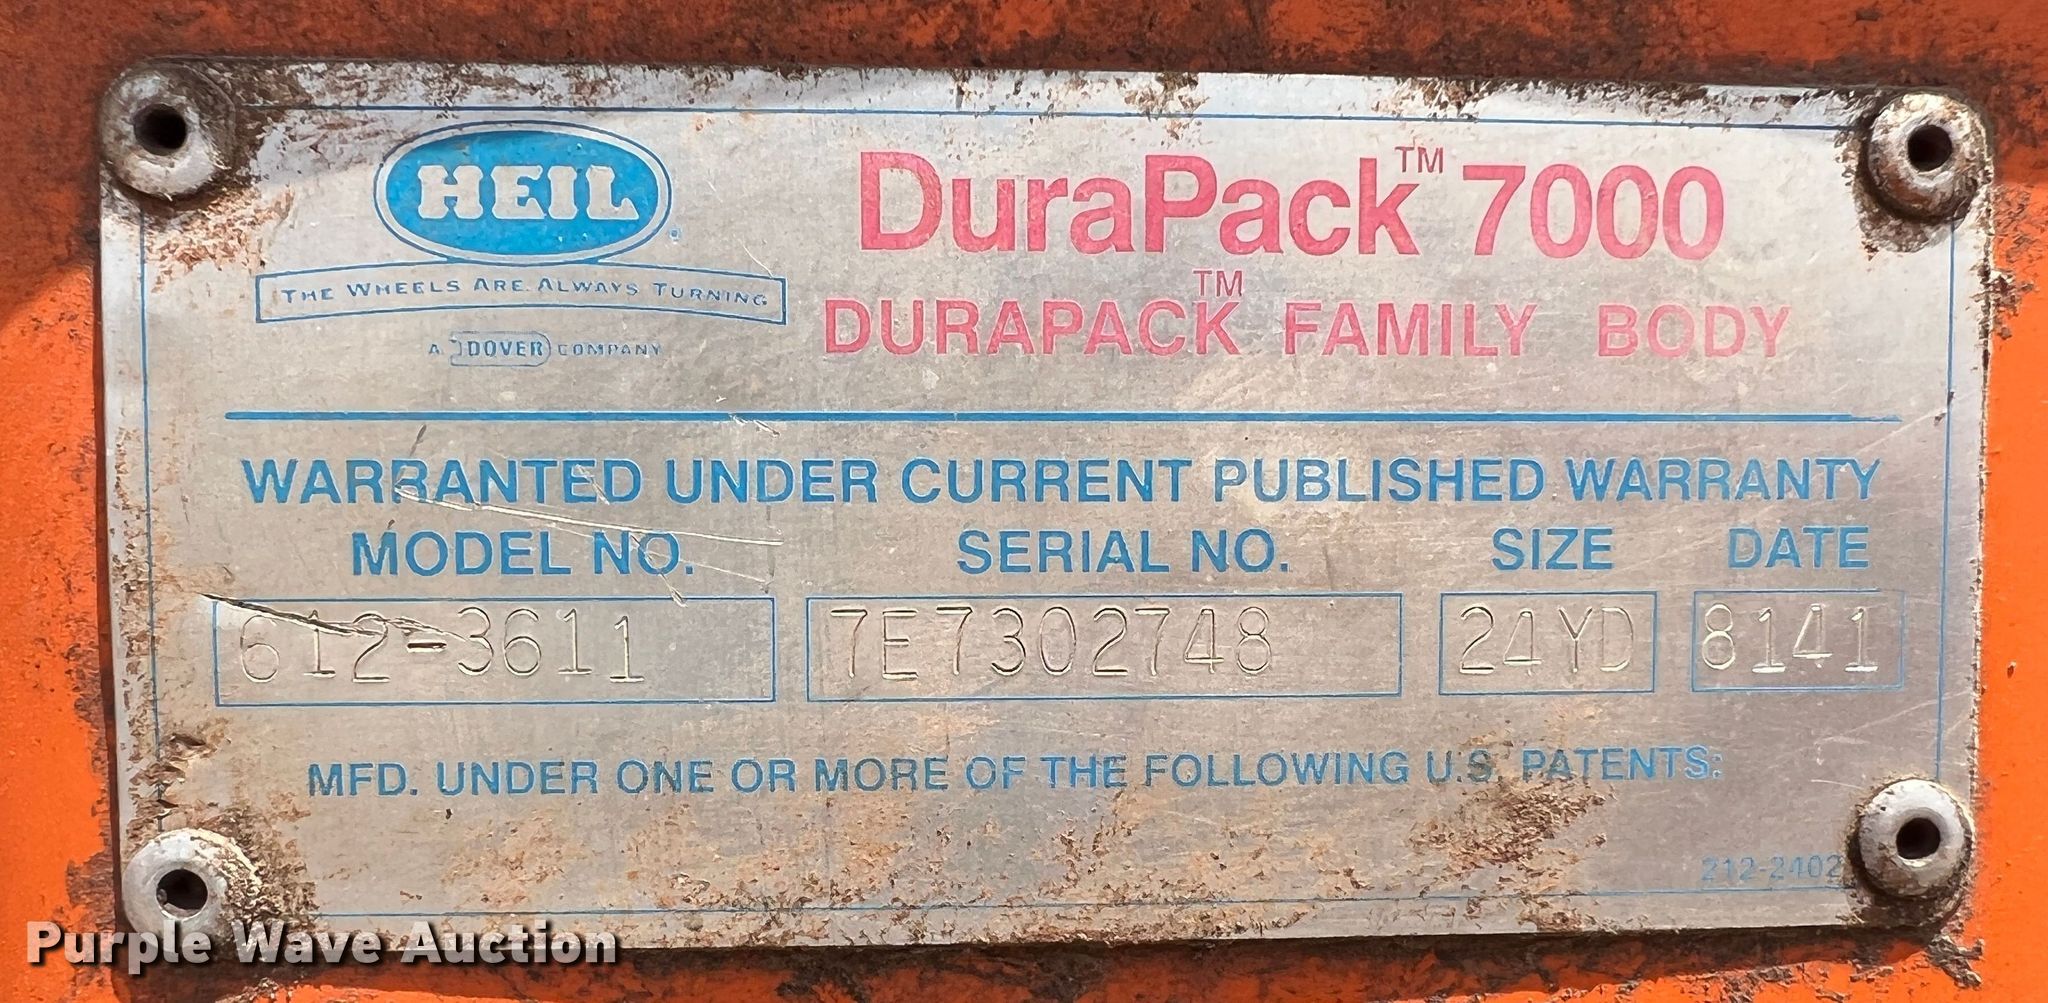 HEIL
THE WHEELS ARE ALWAYS TURNING
A DOVER COMPANY
DuraPack™ 7000
DURAPACK™ FAMILY BODY
WARRANTED UNDER CURRENT PUBLISHED WARRANTY
MODEL NO. SERIAL NO. SIZE DATE
612-3611 7E7302748 24YD 8141
MFD. UNDER ONE OR MORE OF THE FOLLOWING U.S. PATENTS:
212-2402
Purple Wave Auction